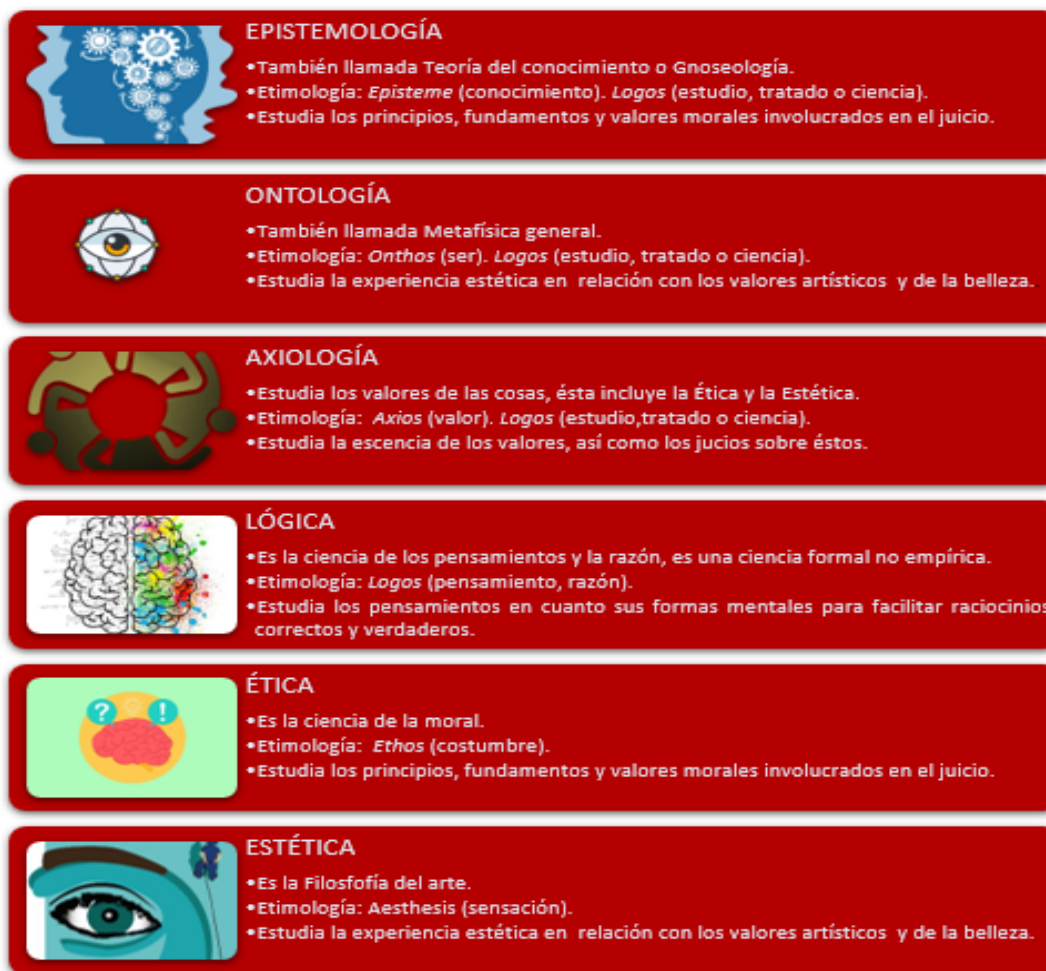 EPISTEMOLOGÍA
•También llamada Teoría del conocimiento o Gnoseología.
•Etimología: Episteme (conocimiento). Logos (estudio, tratado o ciencia).
•Estudia los principios, fundamentos y valores morales involucrados en el juicio.
ONTOLOGÍA
•También llamada Metafísica general.
•Etimología: Onthos (ser). Logos (estudio, tratado o ciencia).
•Estudia la experiencia estética en relación con los valores artísticos y de la belleza..
AXIOLOGÍA
•Estudia los valores de las cosas, ésta incluye la Ética y la Estética.
•Etimología: Axios (valor). Logos (estudio,tratado o ciencia).
•Estudia la escencia de los valores, así como los jucios sobre éstos.
LÓGICA
•Es la ciencia de los pensamientos y la razón, es una ciencia formal no empírica.
•Etimología: Logos (pensamiento, razón).
•Estudia los pensamientos en cuanto sus formas mentales para facilitar raciocinios
correctos y verdaderos.
? !
ÉTICA
•Es la ciencia de la moral.
•Etimología: Ethos (costumbre).
•Estudia los principios, fundamentos y valores morales involucrados en el juicio.
ESTÉTICA
•Es la Filosfofía del arte.
•Etimología: Aesthesis (sensación).
•Estudia la experiencia estética en relación con los valores artísticos y de la belleza.